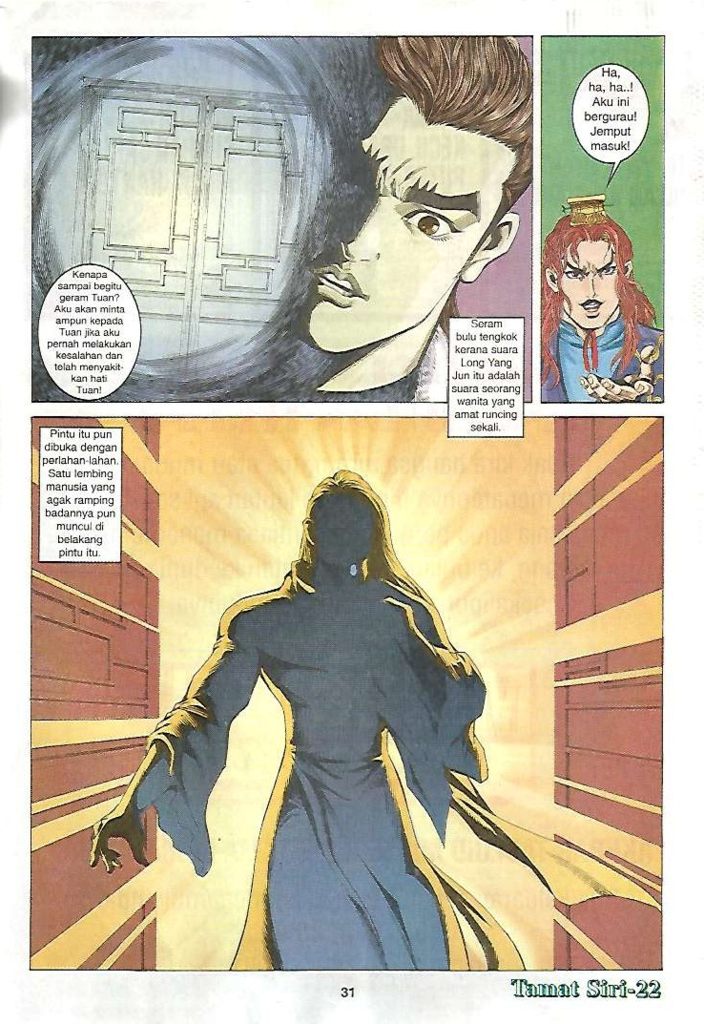 Kenapa
sampai begitu
geram Tuan?
Aku akan minta
ampun kepada
Tuan jika aku
pernah melakukan
kesalahan dan
telah menyakit-
kan hati
Tuan!
Seram
bulu tengkok
kerana suara
Long Yang
Jun itu adalah
suara seorang
wanita yang
amat runcing
sekali.
Ha,
ha, ha..!
Aku ini
bergurau!
Jemput
masuk!
Pintu itu pun
dibuka dengan
perlahan-lahan.
Satu lembing
manusia yang
agak ramping
badannya pun
muncul di
belakang
pintu itu.
31
Tamat Siri-22